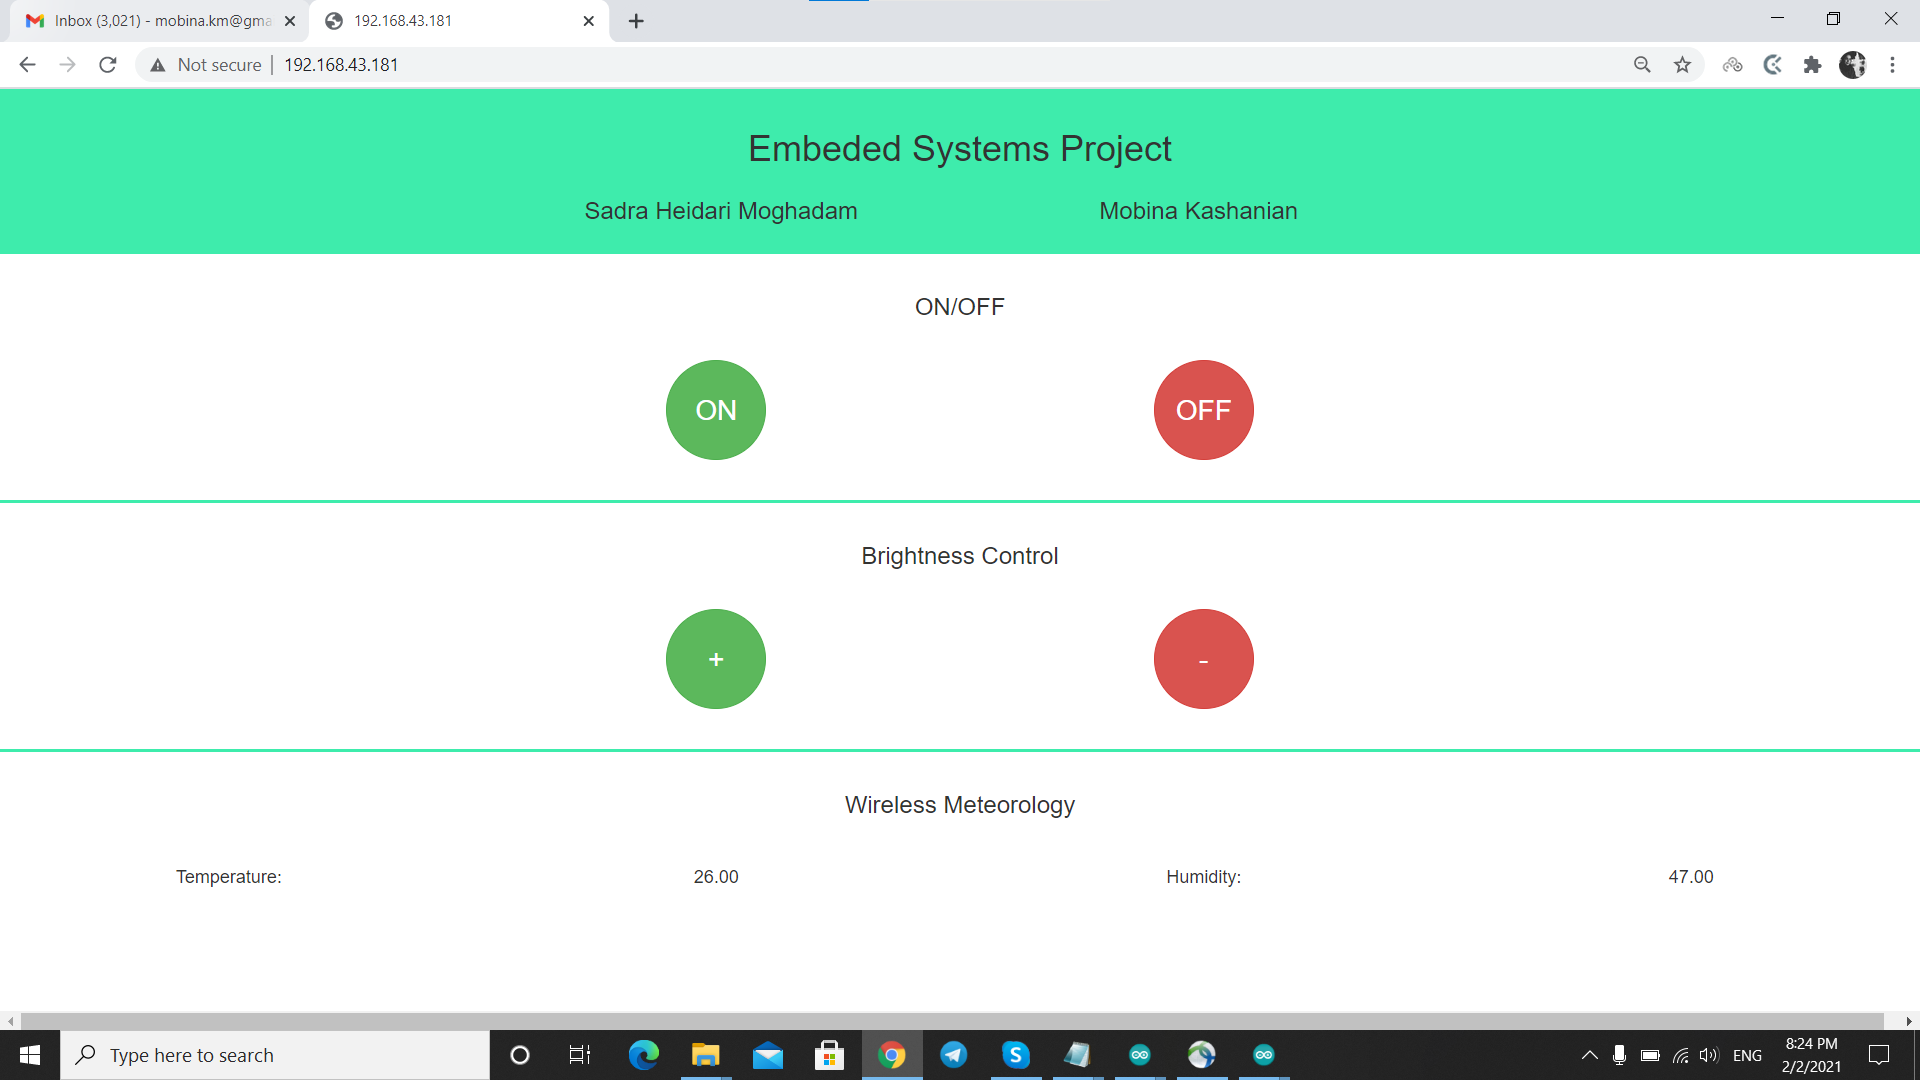 Inbox (3,021) - mobina.km@gma
192.168.43.181
Not secure
192.168.43.181
Embeded Systems Project
Sadra Heidari Moghadam Mobina Kashanian
ON/OFF
ON OFF
Brightness Control
+ -
Wireless Meteorology
Temperature: 26.00 Humidity: 47.00
Type here to search
ENG
8:24 PM
2/2/2021